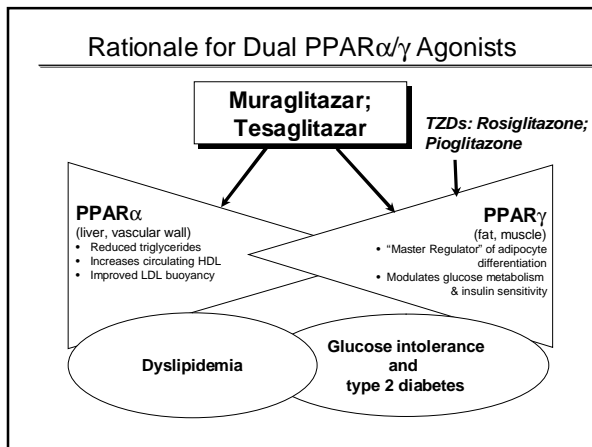 Rationale for Dual PPARα/γ Agonists
Muraglitazar;
Tesaglitazar
TZDs: Rosiglitazone;
Pioglitazone
PPARα
(liver, vascular wall)
• Reduced triglycerides
• Increases circulating HDL
• Improved LDL buoyancy
PPARγ
(fat, muscle)
• “Master Regulator” of adipocyte
differentiation
• Modulates glucose metabolism
& insulin sensitivity
Dyslipidemia
Glucose intolerance
and
type 2 diabetes